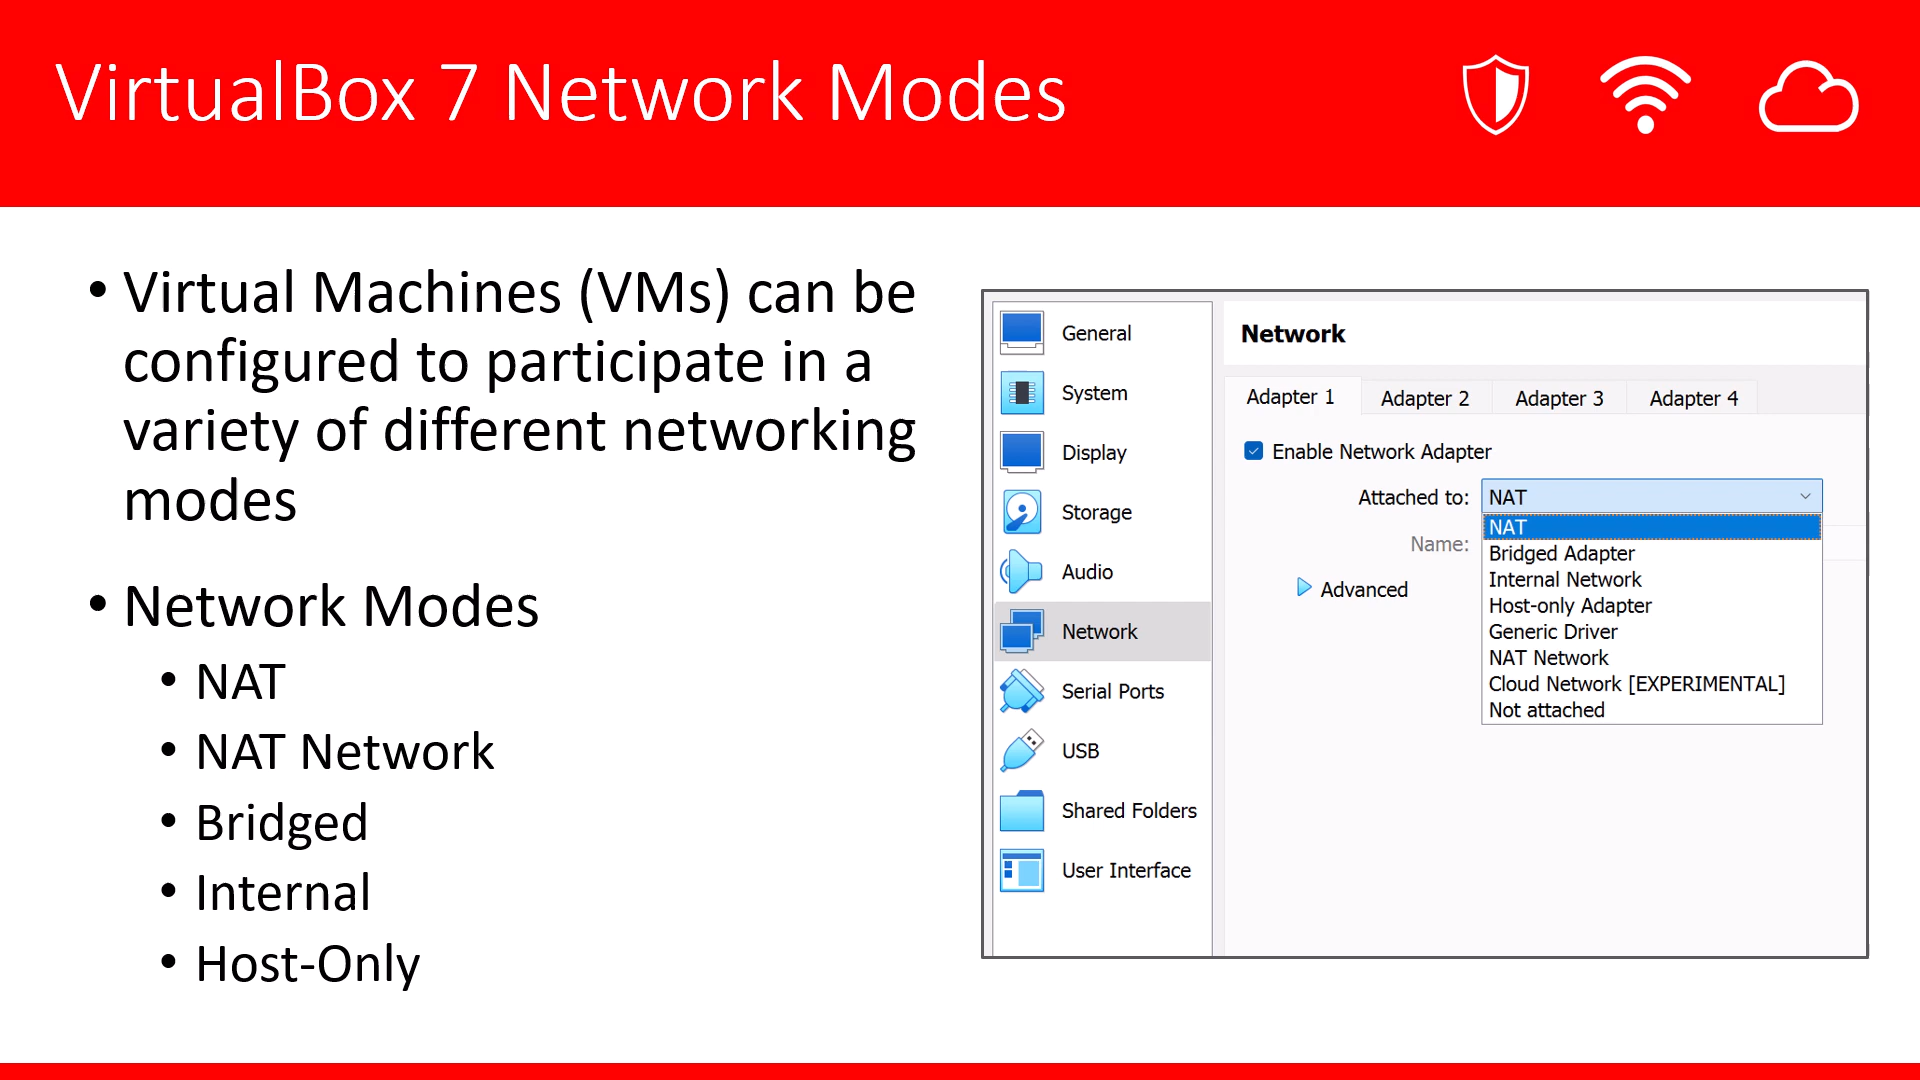 VirtualBox 7 Network Modes
• Virtual Machines (VMs) can be
configured to participate in a
variety of different networking
modes
• Network Modes
• NAT
• NAT Network
• Bridged
• Internal
• Host-Only
General
System
Display
Storage
Audio
Network
Serial Ports
USB
Shared Folders
User Interface
Network
Adapter 1 Adapter 2 Adapter 3 Adapter 4
Enable Network Adapter
Attached to: NAT
NAT
Name:
Bridged Adapter
Internal Network
Advanced
Host-only Adapter
Generic Driver
NAT Network
Cloud Network [EXPERIMENTAL]
Not attached